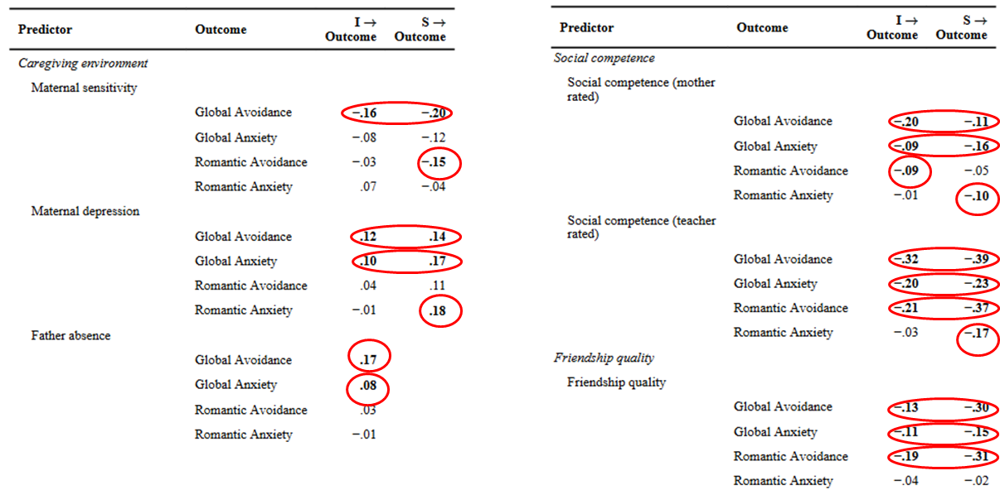 Predictor Outcome I → Outcome S → Outcome
Caregiving environment
Maternal sensitivity
Global Avoidance −.16 −.20
Global Anxiety −.08 −.12
Romantic Avoidance −.03 −.15
Romantic Anxiety .07 −.04
Maternal depression
Global Avoidance .12 .14
Global Anxiety .10 .17
Romantic Avoidance .04 .11
Romantic Anxiety −.01 .18
Father absence
Global Avoidance .17
Global Anxiety .08
Romantic Avoidance .03
Romantic Anxiety −.01
Predictor Outcome I → Outcome S → Outcome
Social competence
Social competence (mother
rated)
Global Avoidance −.20 −.11
Global Anxiety −.09 −.16
Romantic Avoidance −.09 −.05
Romantic Anxiety −.01 −.10
Social competence (teacher
rated)
Global Avoidance −.32 −.39
Global Anxiety −.20 −.23
Romantic Avoidance −.21 −.37
Romantic Anxiety −.03 −.17
Friendship quality
Friendship quality
Global Avoidance −.13 −.30
Global Anxiety −.11 −.15
Romantic Avoidance −.19 −.31
Romantic Anxiety −.04 −.02